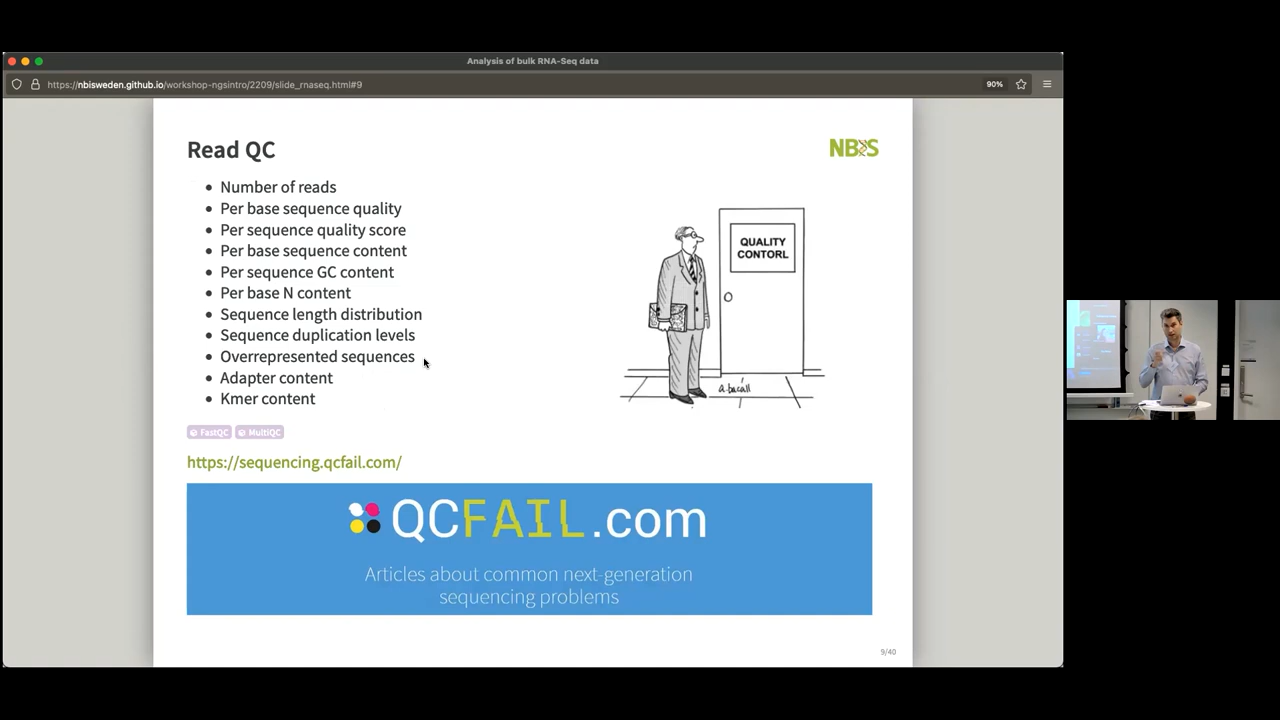 Analysis of bulk RNA-Seq data
https://nbisweden.github.io/workshop-ngsintro/2209/slide_rnaseq.html#9
90%
Read QC
NBIS
Number of reads
Per base sequence quality
Per sequence quality score
Per base sequence content
Per sequence GC content
Per base N content
Sequence length distribution
Sequence duplication levels
Overrepresented sequences
Adapter content
Kmer content
QUALITY
CONTORL
a.bacall
FastQC
MultiQC
https://sequencing.qcfail.com/
QCFAIL.com
Articles about common next-generation
sequencing problems
9/40